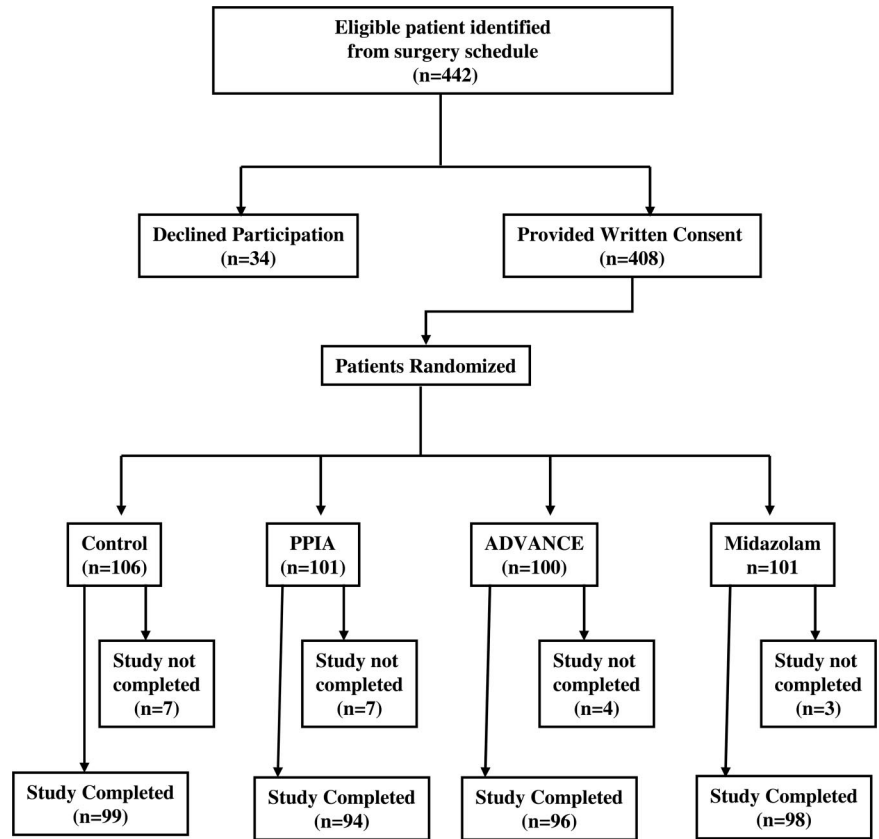 Eligible patient identified
from surgery schedule
(n=442)
Declined Participation
(n=34)
Provided Written Consent
(n=408)
Patients Randomized
Control
(n=106)
PPIA
(n=101)
ADVANCE
(n=100)
Midazolam
n=101
Study not
completed
(n=7)
Study not
completed
(n=7)
Study not
completed
(n=4)
Study not
completed
(n=3)
Study Completed
(n=99)
Study Completed
(n=94)
Study Completed
(n=96)
Study Completed
(n=98)